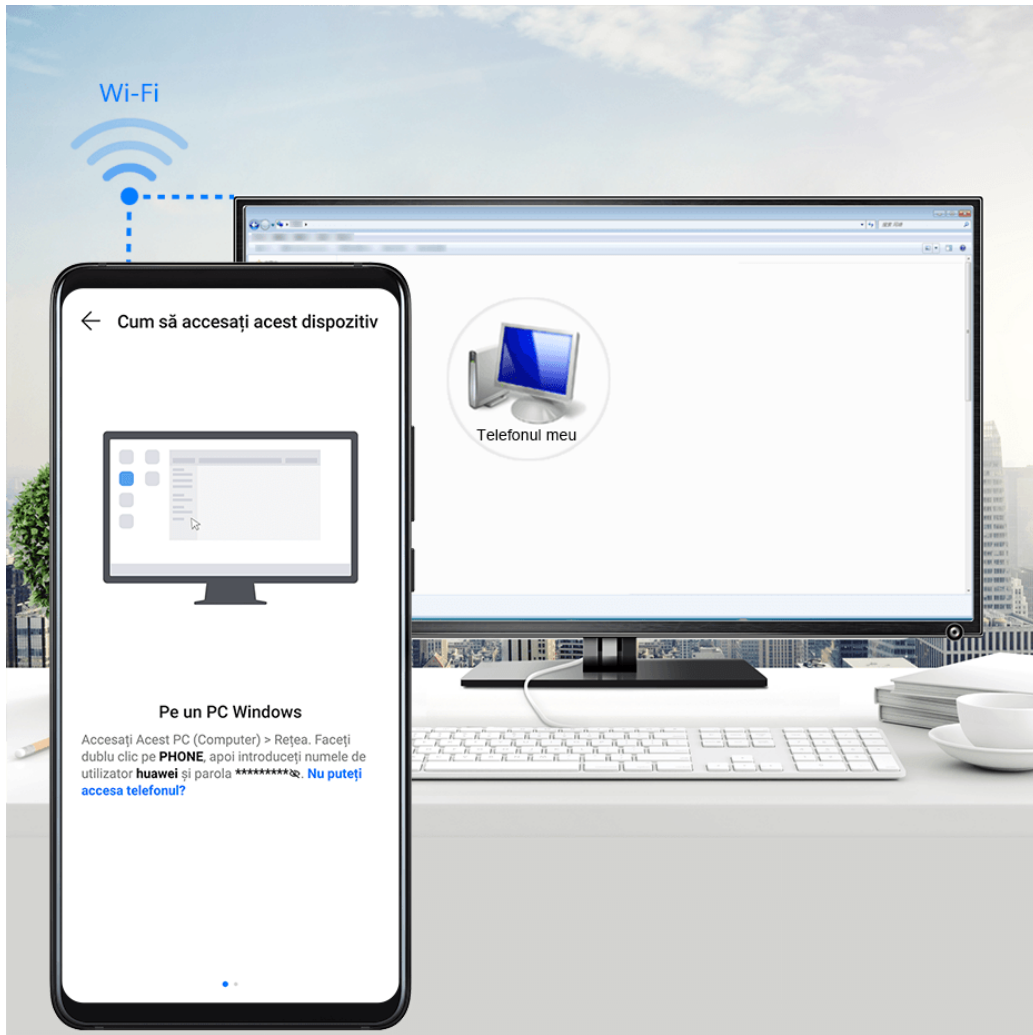 Wi-Fi
Cum să accesați acest dispozitiv
Telefonul meu
Pe un PC Windows
Accesați Acest PC (Computer) > Rețea. Faceți
dublu clic pe PHONE, apoi introduceți numele de
utilizator huawei și parola *********. Nu puteți
accesa telefonul?